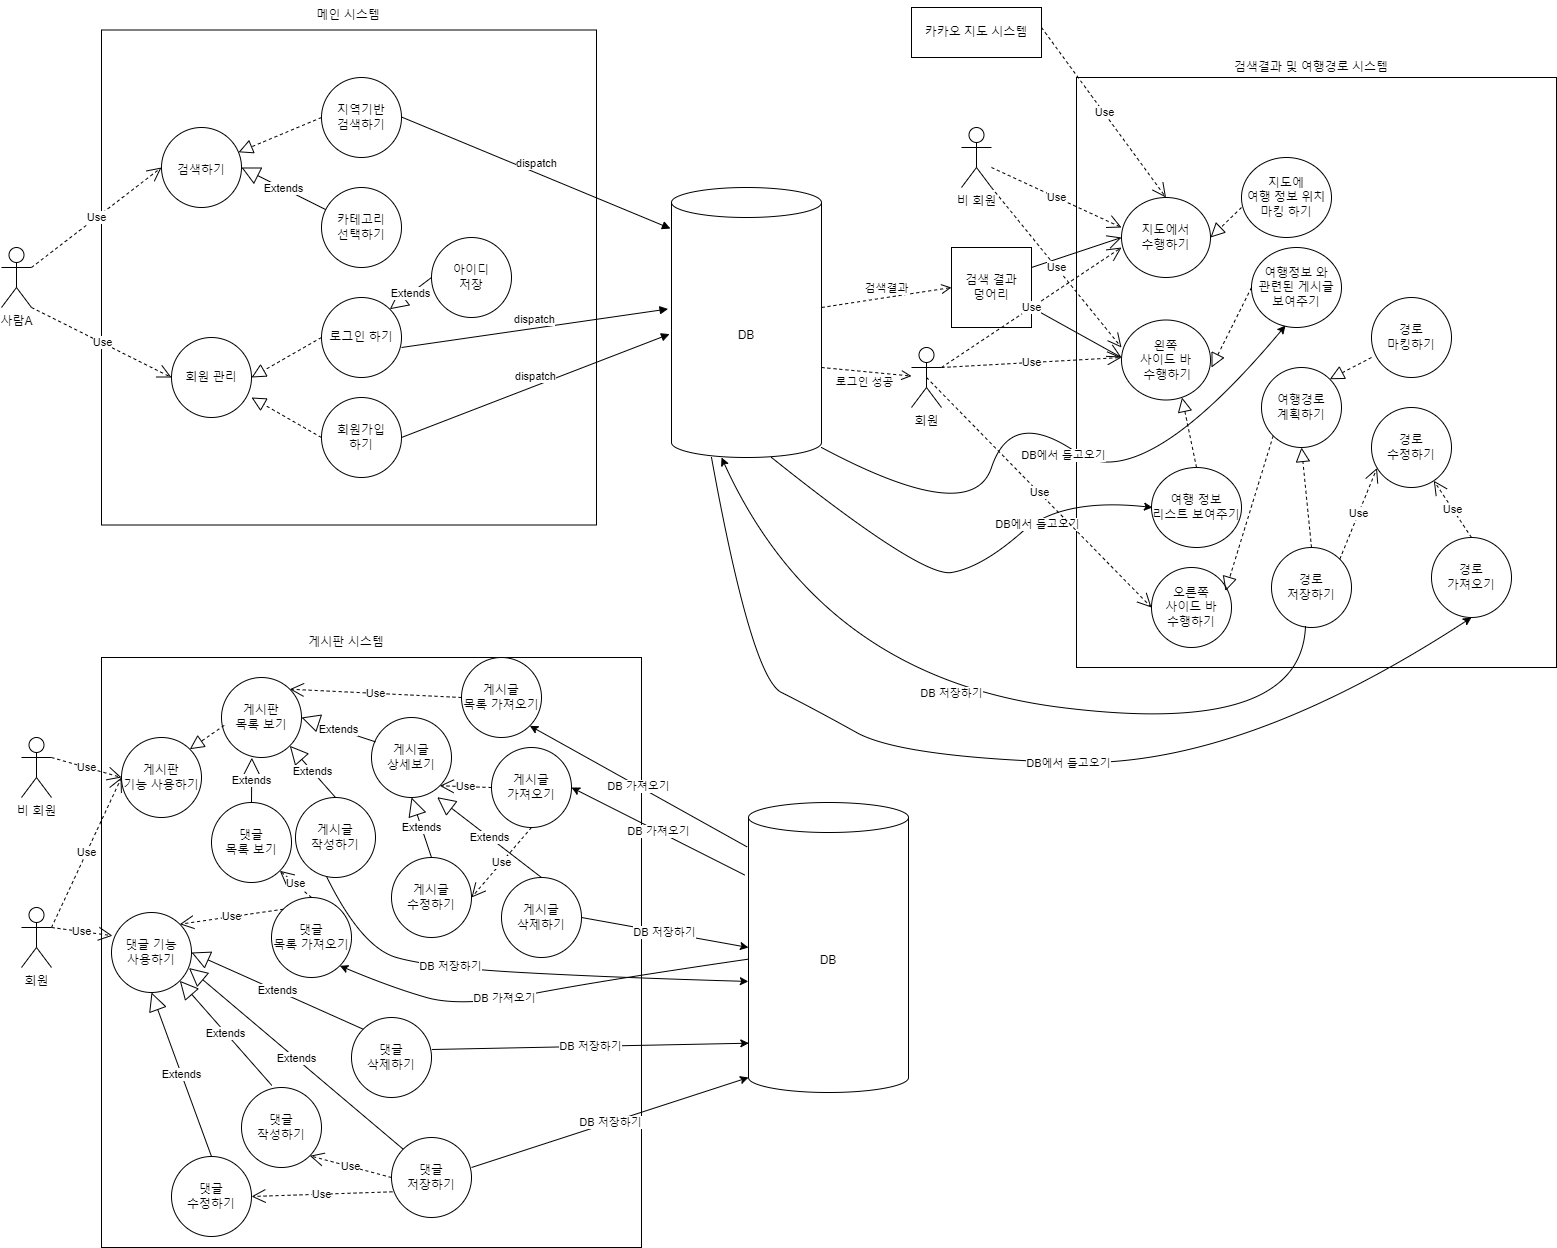 메인 시스템
지역기반
검색하기
검색하기
Extends
카테고리
선택하기
dispatch
Use
사람A
Use
아이디
저장
Extends
로그인 하기
dispatch
회원 관리
회원가입
하기
dispatch
DB
카카오 지도 시스템
검색결과 및 여행경로 시스템
Use
비 회원
Use
Use
지도에서
수행하기
지도에
여행 정보 위치
마킹 하기
검색결과
검색 결과
덩어리
Use
여행정보 와
관련된 게시글
보여주기
로그인 성공
회원
Use
왼쪽
사이드 바
수행하기
경로
마킹하기
여행경로
계획하기
경로
수정하기
DB에서 들고오기
Use
DB에서 들고오기
여행 정보
리스트 보여주기
Use
Use
오른쪽
사이드 바
수행하기
경로
저장하기
경로
가져오기
DB 저장하기
DB에서 들고오기
게시판 시스템
게시판
목록 보기
Use
게시글
목록 가져오기
Extends
게시글
상세보기
비 회원
Use
게시판
기능 사용하기
Extends
Extends
Use
게시글
가져오기
DB 가져오기
DB 가져오기
댓글
목록 보기
게시글
작성하기
Extends
Extends
Use
Use
Use
게시글
수정하기
게시글
삭제하기
회원
Use
Use
댓글 기능
사용하기
댓글
목록 가져오기
DB 저장하기
DB 저장하기
DB 가져오기
DB
Extends
Extends
Extends
Extends
댓글
삭제하기
DB 저장하기
댓글
작성하기
DB 저장하기
Use
댓글
저장하기
댓글
수정하기
Use